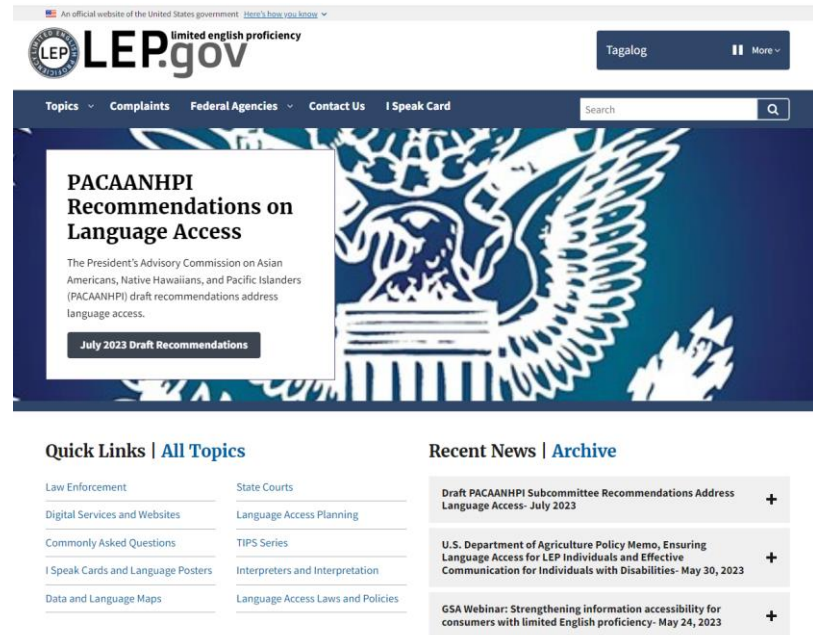 An official website of the United States government Here's how you know
LEP
LEP.gov
limited english proficiency
Tagalog
More
Topics
Complaints
Federal Agencies
Contact Us
I Speak Card
Search
PACAANHPI
Recommendations on
Language Access
The President's Advisory Commission on Asian
Americans, Native Hawaiians, and Pacific Islanders
(PACAANHPI) draft recommendations address
language access.
July 2023 Draft Recommendations
Quick Links | All Topics
Law Enforcement
Digital Services and Websites
Commonly Asked Questions
I Speak Cards and Language Posters
Data and Language Maps
State Courts
Language Access Planning
TIPS Series
Interpreters and Interpretation
Language Access Laws and Policies
Recent News | Archive
Draft PACAANHPI Subcommittee Recommendations Address
Language Access- July 2023
U.S. Department of Agriculture Policy Memo, Ensuring
Language Access for LEP Individuals and Effective
Communication for Individuals with Disabilities- May 30, 2023
GSA Webinar: Strengthening information accessibility for
consumers with limited English proficiency- May 24, 2023